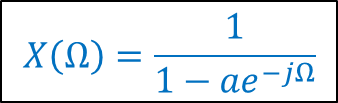 X(Ω) = 1 / (1 − ae^{−jΩ})